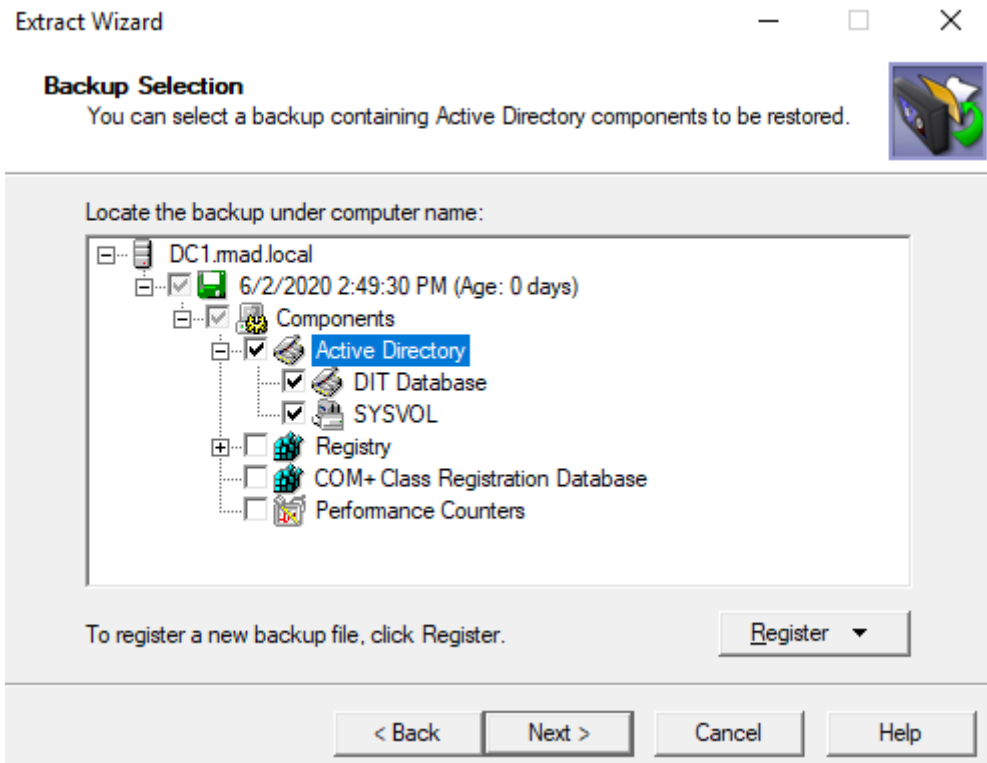 Extract Wizard
Backup Selection
You can select a backup containing Active Directory components to be restored.
Locate the backup under computer name:
DC1.rmad.local
6/2/2020 2:49:30 PM (Age: 0 days)
Components
Active Directory
DIT Database
SYSVOL
Registry
COM+ Class Registration Database
Performance Counters
To register a new backup file, click Register.
Register
< Back Next > Cancel Help